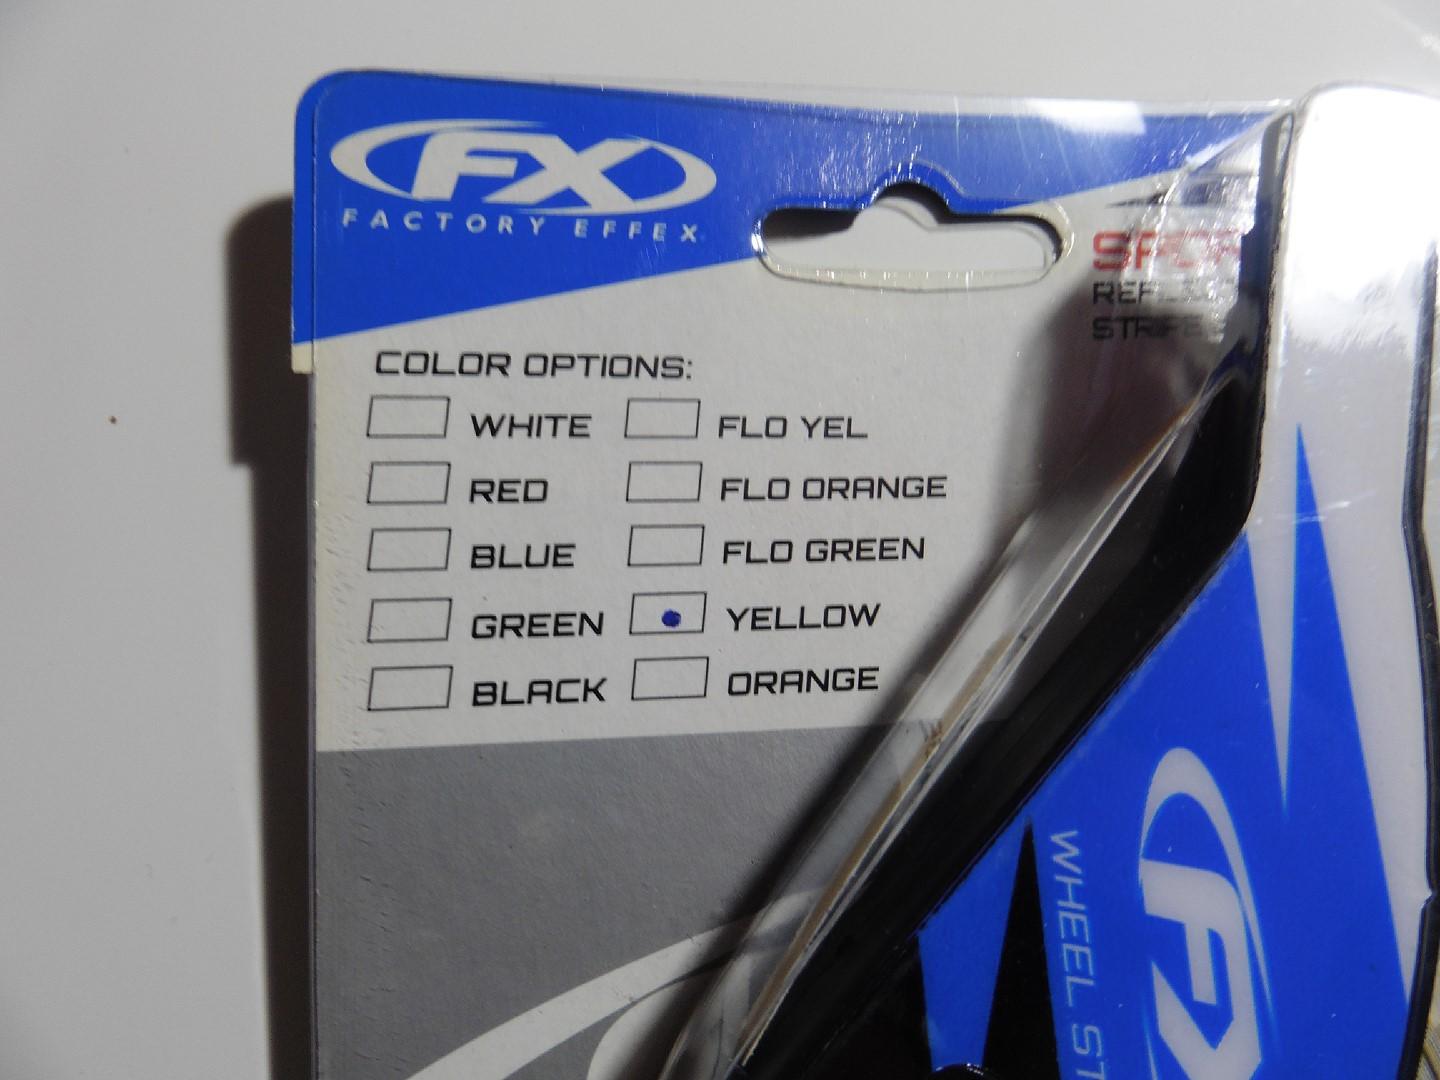 FX
FACTORY EFFEX
COLOR OPTIONS:
WHITE
RED
BLUE
GREEN
BLACK
FLO YEL
FLO ORANGE
FLO GREEN
YELLOW
ORANGE
FX
WHEEL